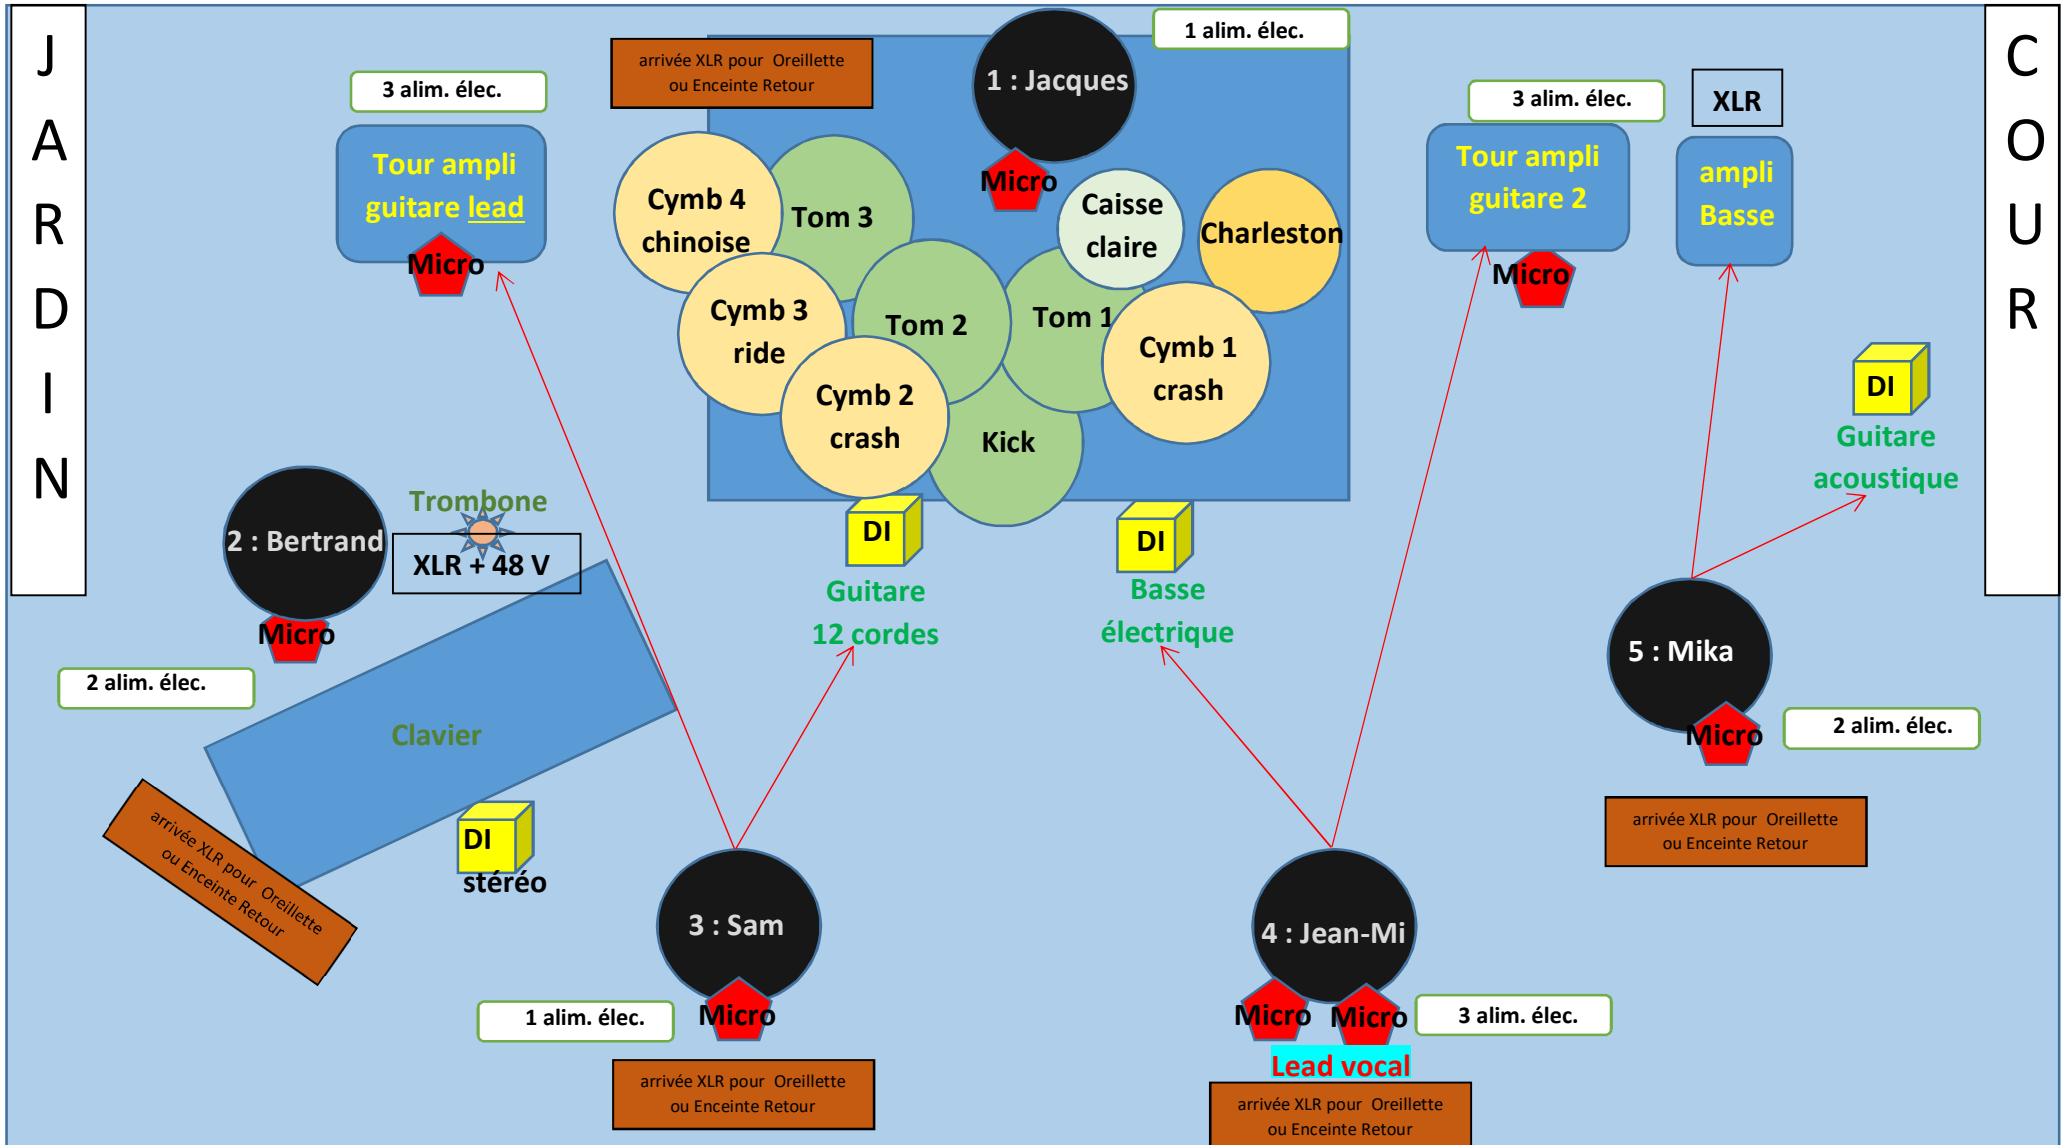 J
A
R
D
I
N
C
O
U
R
1 alim. élec.
arrivée XLR pour Oreillette
ou Enceinte Retour
1 : Jacques
Micro
3 alim. élec.
Tour ampli
guitare lead
Micro
Cymb 4
chinoise
Tom 3
Caisse
claire
Charleston
Cymb 3
ride
Tom 2
Tom 1
Cymb 1
crash
Cymb 2
crash
Kick
3 alim. élec.
Tour ampli
guitare 2
Micro
XLR
ampli
Basse
DI
Guitare
acoustique
2 : Bertrand
Micro
Trombone
XLR + 48 V
2 alim. élec.
Clavier
DI
stéréo
arrivée XLR pour Oreillette
ou Enceinte Retour
DI
Guitare
12 cordes
DI
Basse
électrique
5 : Mika
Micro
2 alim. élec.
arrivée XLR pour Oreillette
ou Enceinte Retour
3 : Sam
Micro
1 alim. élec.
arrivée XLR pour Oreillette
ou Enceinte Retour
4 : Jean-Mi
Micro
Micro
3 alim. élec.
Lead vocal
arrivée XLR pour Oreillette
ou Enceinte Retour